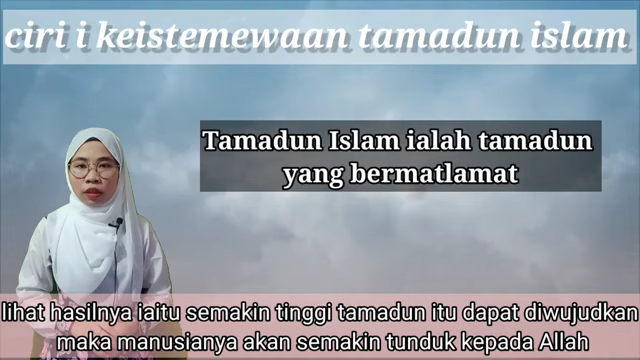 ciri i keistemewaan tamadun islam
Tamadun Islam ialah tamadun
yang bermatlamat
lihat hasilnya iaitu semakin tinggi tamadun itu dapat diwujudkan
maka manusianya akan semakin tunduk kepada Allah